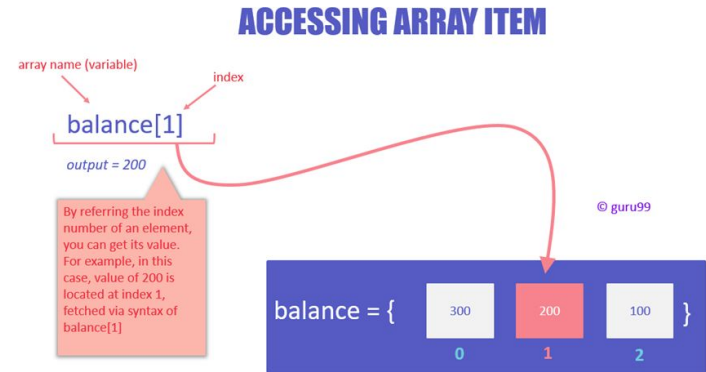 ACCESSING ARRAY ITEM
array name (variable)
index
balance[1]
output = 200
By referring the index
number of an element,
you can get its value.
For example, in this
case, value of 200 is
located at index 1,
fetched via syntax of
balance[1]
© guru99
balance = { 300 200 100 }
0 1 2